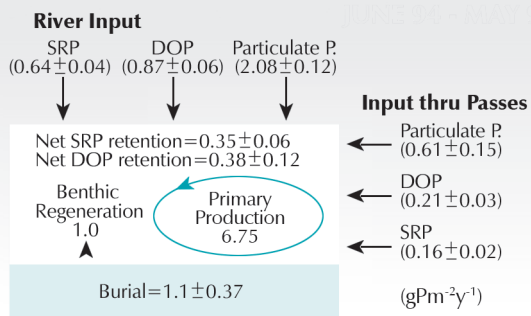 JUNE 04 - MAY
River Input
SRP DOP Particulate P.
(0.64±0.04) (0.87±0.06) (2.08±0.12)
Input thru Passes
Particulate P.
(0.61±0.15)
DOP
(0.21±0.03)
SRP
(0.16±0.02)
(gPm⁻²y⁻¹)
Net SRP retention=0.35±0.06
Net DOP retention=0.38±0.12
Benthic
Regeneration
1.0
Primary
Production
6.75
Burial=1.1±0.37